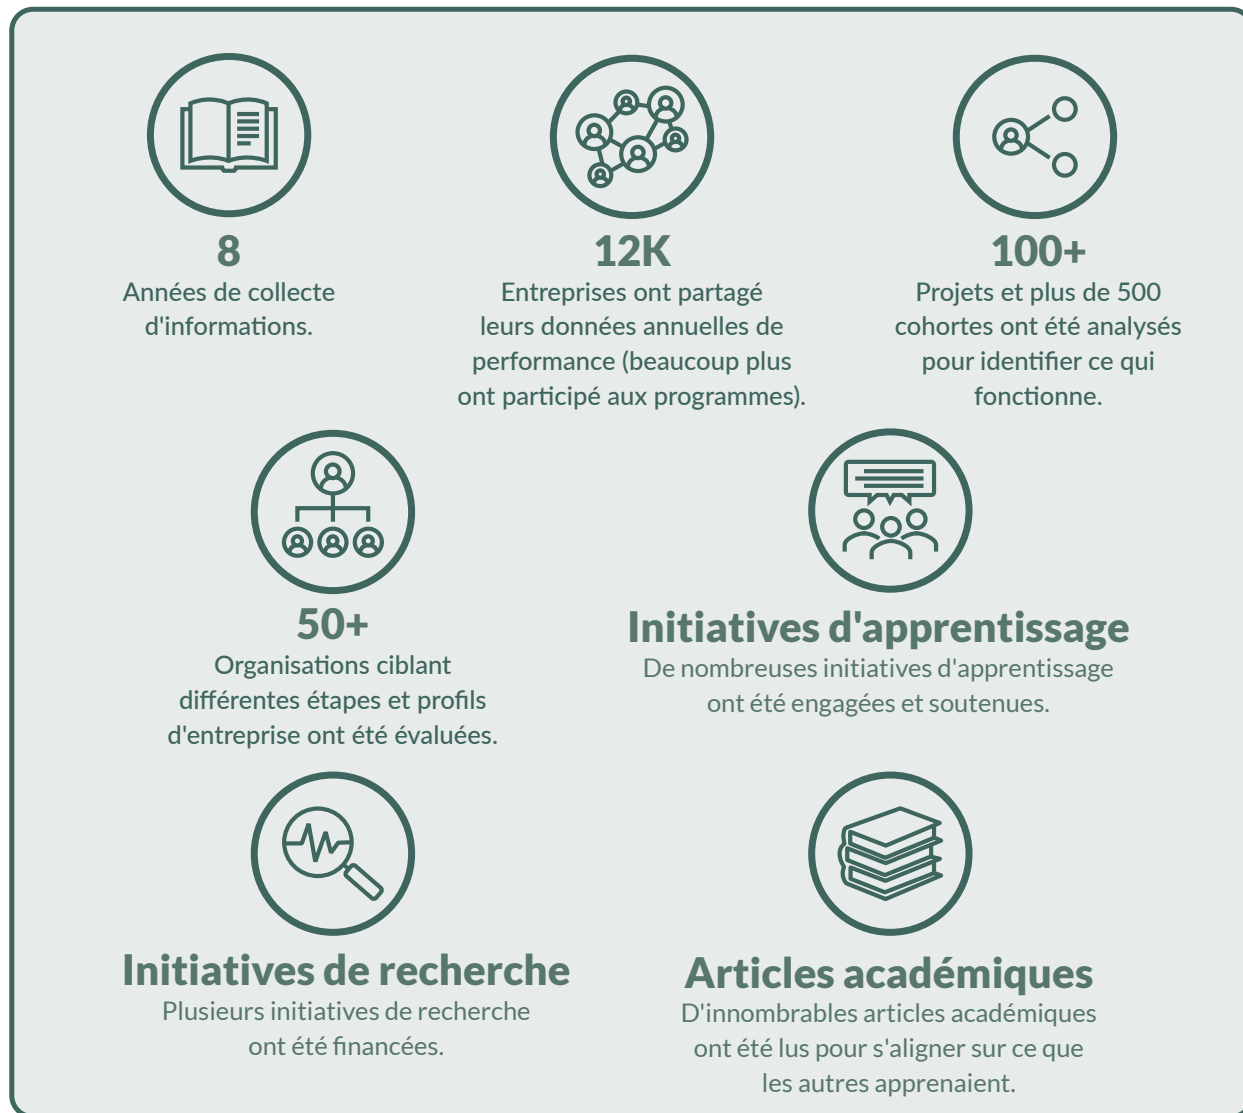 8
Années de collecte
d'informations.
12K
Entreprises ont partagé
leurs données annuelles de
performance (beaucoup plus
ont participé aux programmes).
100+
Projets et plus de 500
cohortes ont été analysés
pour identifier ce qui
fonctionne.
50+
Organisations ciblant
différentes étapes et profils
d'entreprise ont été évaluées.
Initiatives d'apprentissage
De nombreuses initiatives d'apprentissage
ont été engagées et soutenues.
Initiatives de recherche
Plusieurs initiatives de recherche
ont été financées.
Articles académiques
D'innombrables articles académiques
ont été lus pour s'aligner sur ce que
les autres apprenaient.